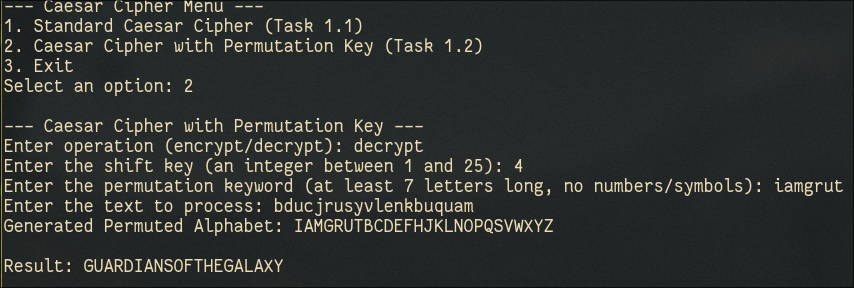 --- Caesar Cipher Menu ---
1. Standard Caesar Cipher (Task 1.1)
2. Caesar Cipher with Permutation Key (Task 1.2)
3. Exit
Select an option: 2
--- Caesar Cipher with Permutation Key ---
Enter operation (encrypt/decrypt): decrypt
Enter the shift key (an integer between 1 and 25): 4
Enter the permutation keyword (at least 7 letters long, no numbers/symbols): iamgrut
Enter the text to process: bducjrusyvlenkbuquam
Generated Permuted Alphabet: IAMGRUTBCDEFHJKLNOPQSVWXYZ
Result: GUARDIANSOFTHEGALAXY